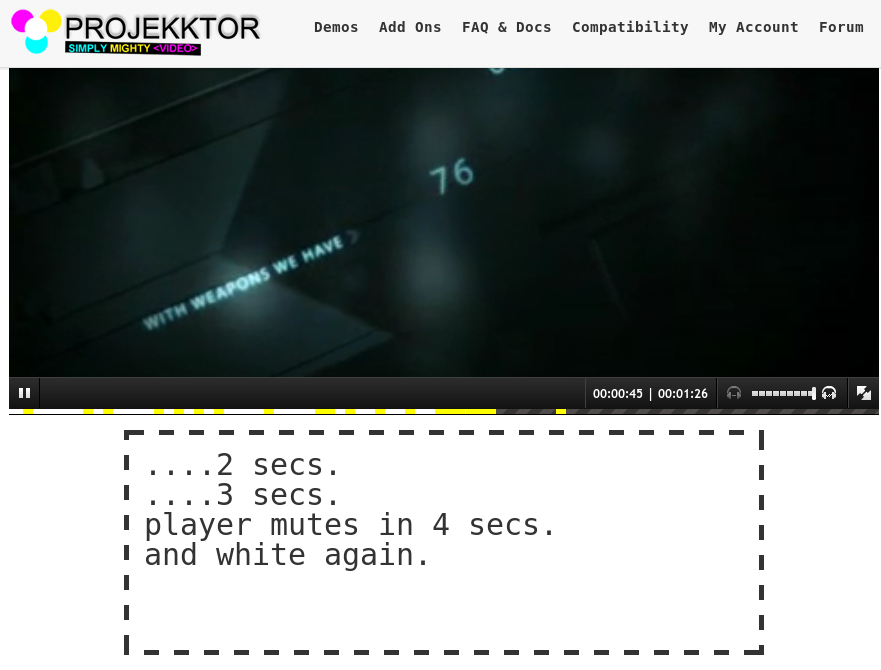 PROJEKKTOR
SIMPLY MIGHTY <VIDEO>
Demos Add Ons FAQ & Docs Compatibility My Account Forum
76
WITH WEAPONS WE HAVE
00:00:45 | 00:01:26
....2 secs.
....3 secs.
player mutes in 4 secs.
and white again.